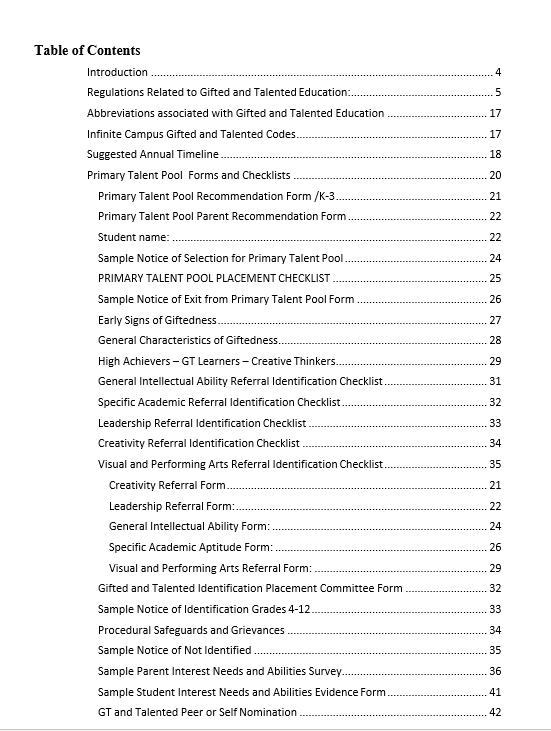 Table of Contents
Introduction ........................................................ 4
Regulations Related to Gifted and Talented Education: ........................................................ 5
Abbreviations associated with Gifted and Talented Education ........................................................ 17
Infinite Campus Gifted and Talented Codes ........................................................ 17
Suggested Annual Timeline ........................................................ 18
Primary Talent Pool Forms and Checklists ........................................................ 20
Primary Talent Pool Recommendation Form /K-3 ........................................................ 21
Primary Talent Pool Parent Recommendation Form ........................................................ 22
Student name: ........................................................ 22
Sample Notice of Selection for Primary Talent Pool ........................................................ 24
PRIMARY TALENT POOL PLACEMENT CHECKLIST ........................................................ 25
Sample Notice of Exit from Primary Talent Pool Form ........................................................ 26
Early Signs of Giftedness ........................................................ 27
General Characteristics of Giftedness ........................................................ 28
High Achievers – GT Learners – Creative Thinkers ........................................................ 29
General Intellectual Ability Referral Identification Checklist ........................................................ 31
Specific Academic Referral Identification Checklist ........................................................ 32
Leadership Referral Identification Checklist ........................................................ 33
Creativity Referral Identification Checklist ........................................................ 34
Visual and Performing Arts Referral Identification Checklist ........................................................ 35
Creativity Referral Form ........................................................ 21
Leadership Referral Form: ........................................................ 22
General Intellectual Ability Form: ........................................................ 24
Specific Academic Aptitude Form: ........................................................ 26
Visual and Performing Arts Referral Form: ........................................................ 29
Gifted and Talented Identification Placement Committee Form ........................................................ 32
Sample Notice of Identification Grades 4-12 ........................................................ 33
Procedural Safeguards and Grievances ........................................................ 34
Sample Notice of Not Identified ........................................................ 35
Sample Parent Interest Needs and Abilities Survey ........................................................ 36
Sample Student Interest Needs and Abilities Evidence Form ........................................................ 41
GT and Talented Peer or Self Nomination ........................................................ 42